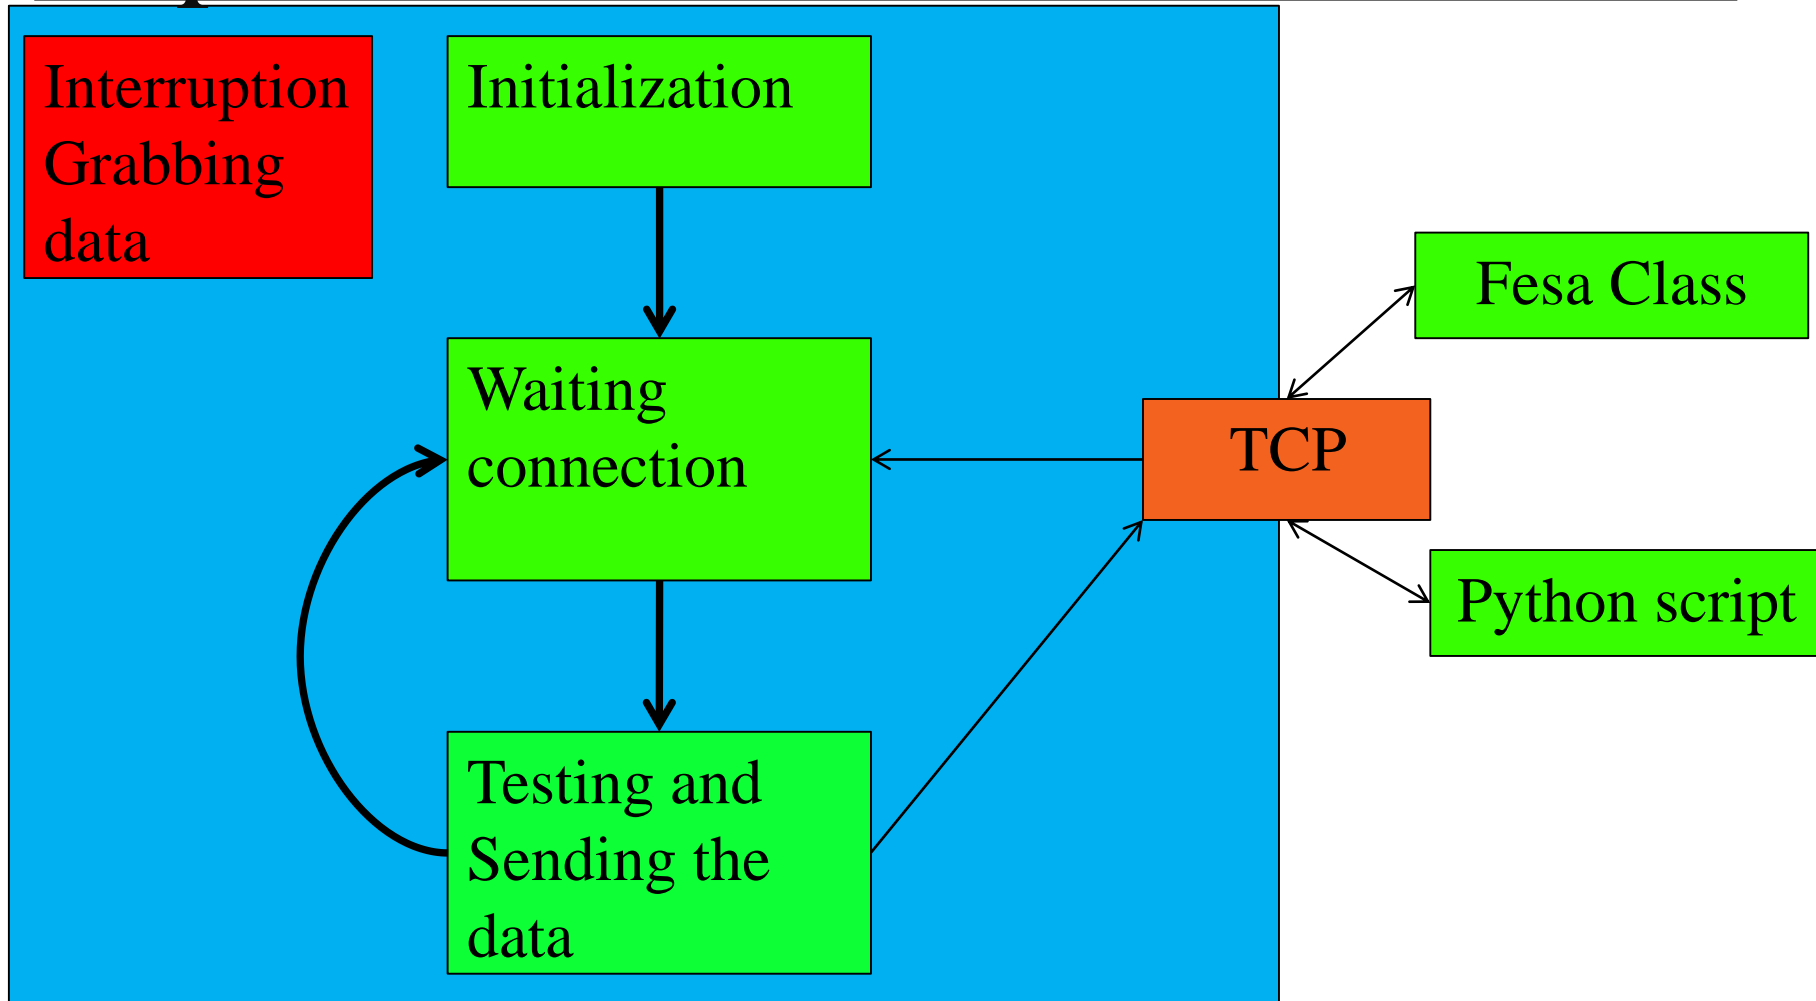 Interruption
Grabbing
data
Initialization
Waiting
connection
Testing and
Sending the
data
TCP
Fesa Class
Python script